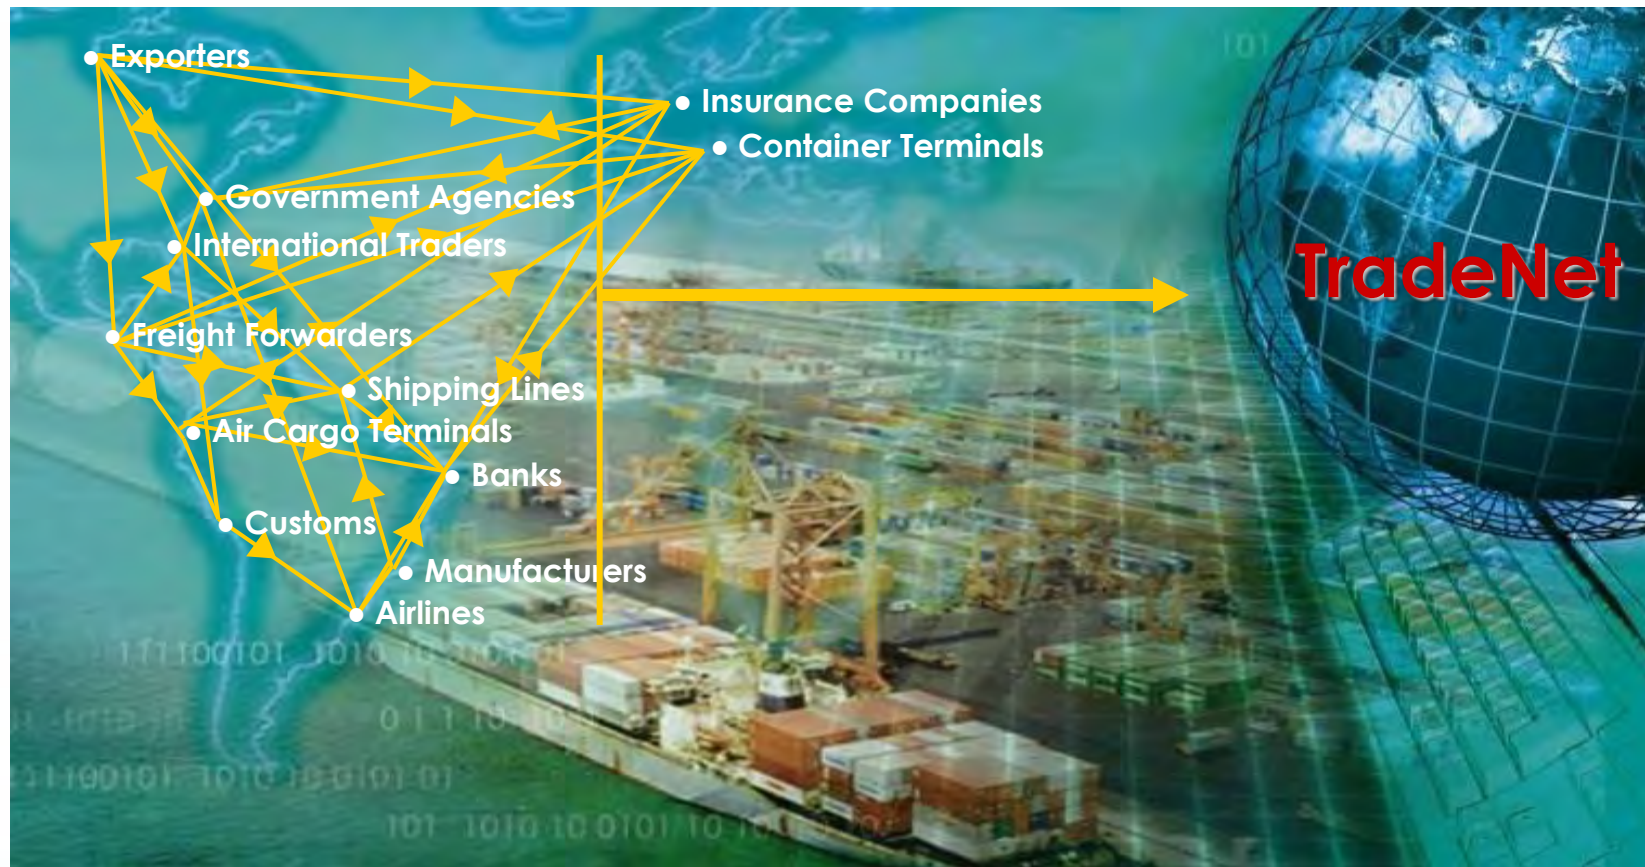 Exporters
Insurance Companies
Container Terminals
Government Agencies
International Traders
TradeNet
Freight Forwarders
Shipping Lines
Air Cargo Terminals
Banks
Customs
Manufacturers
Airlines